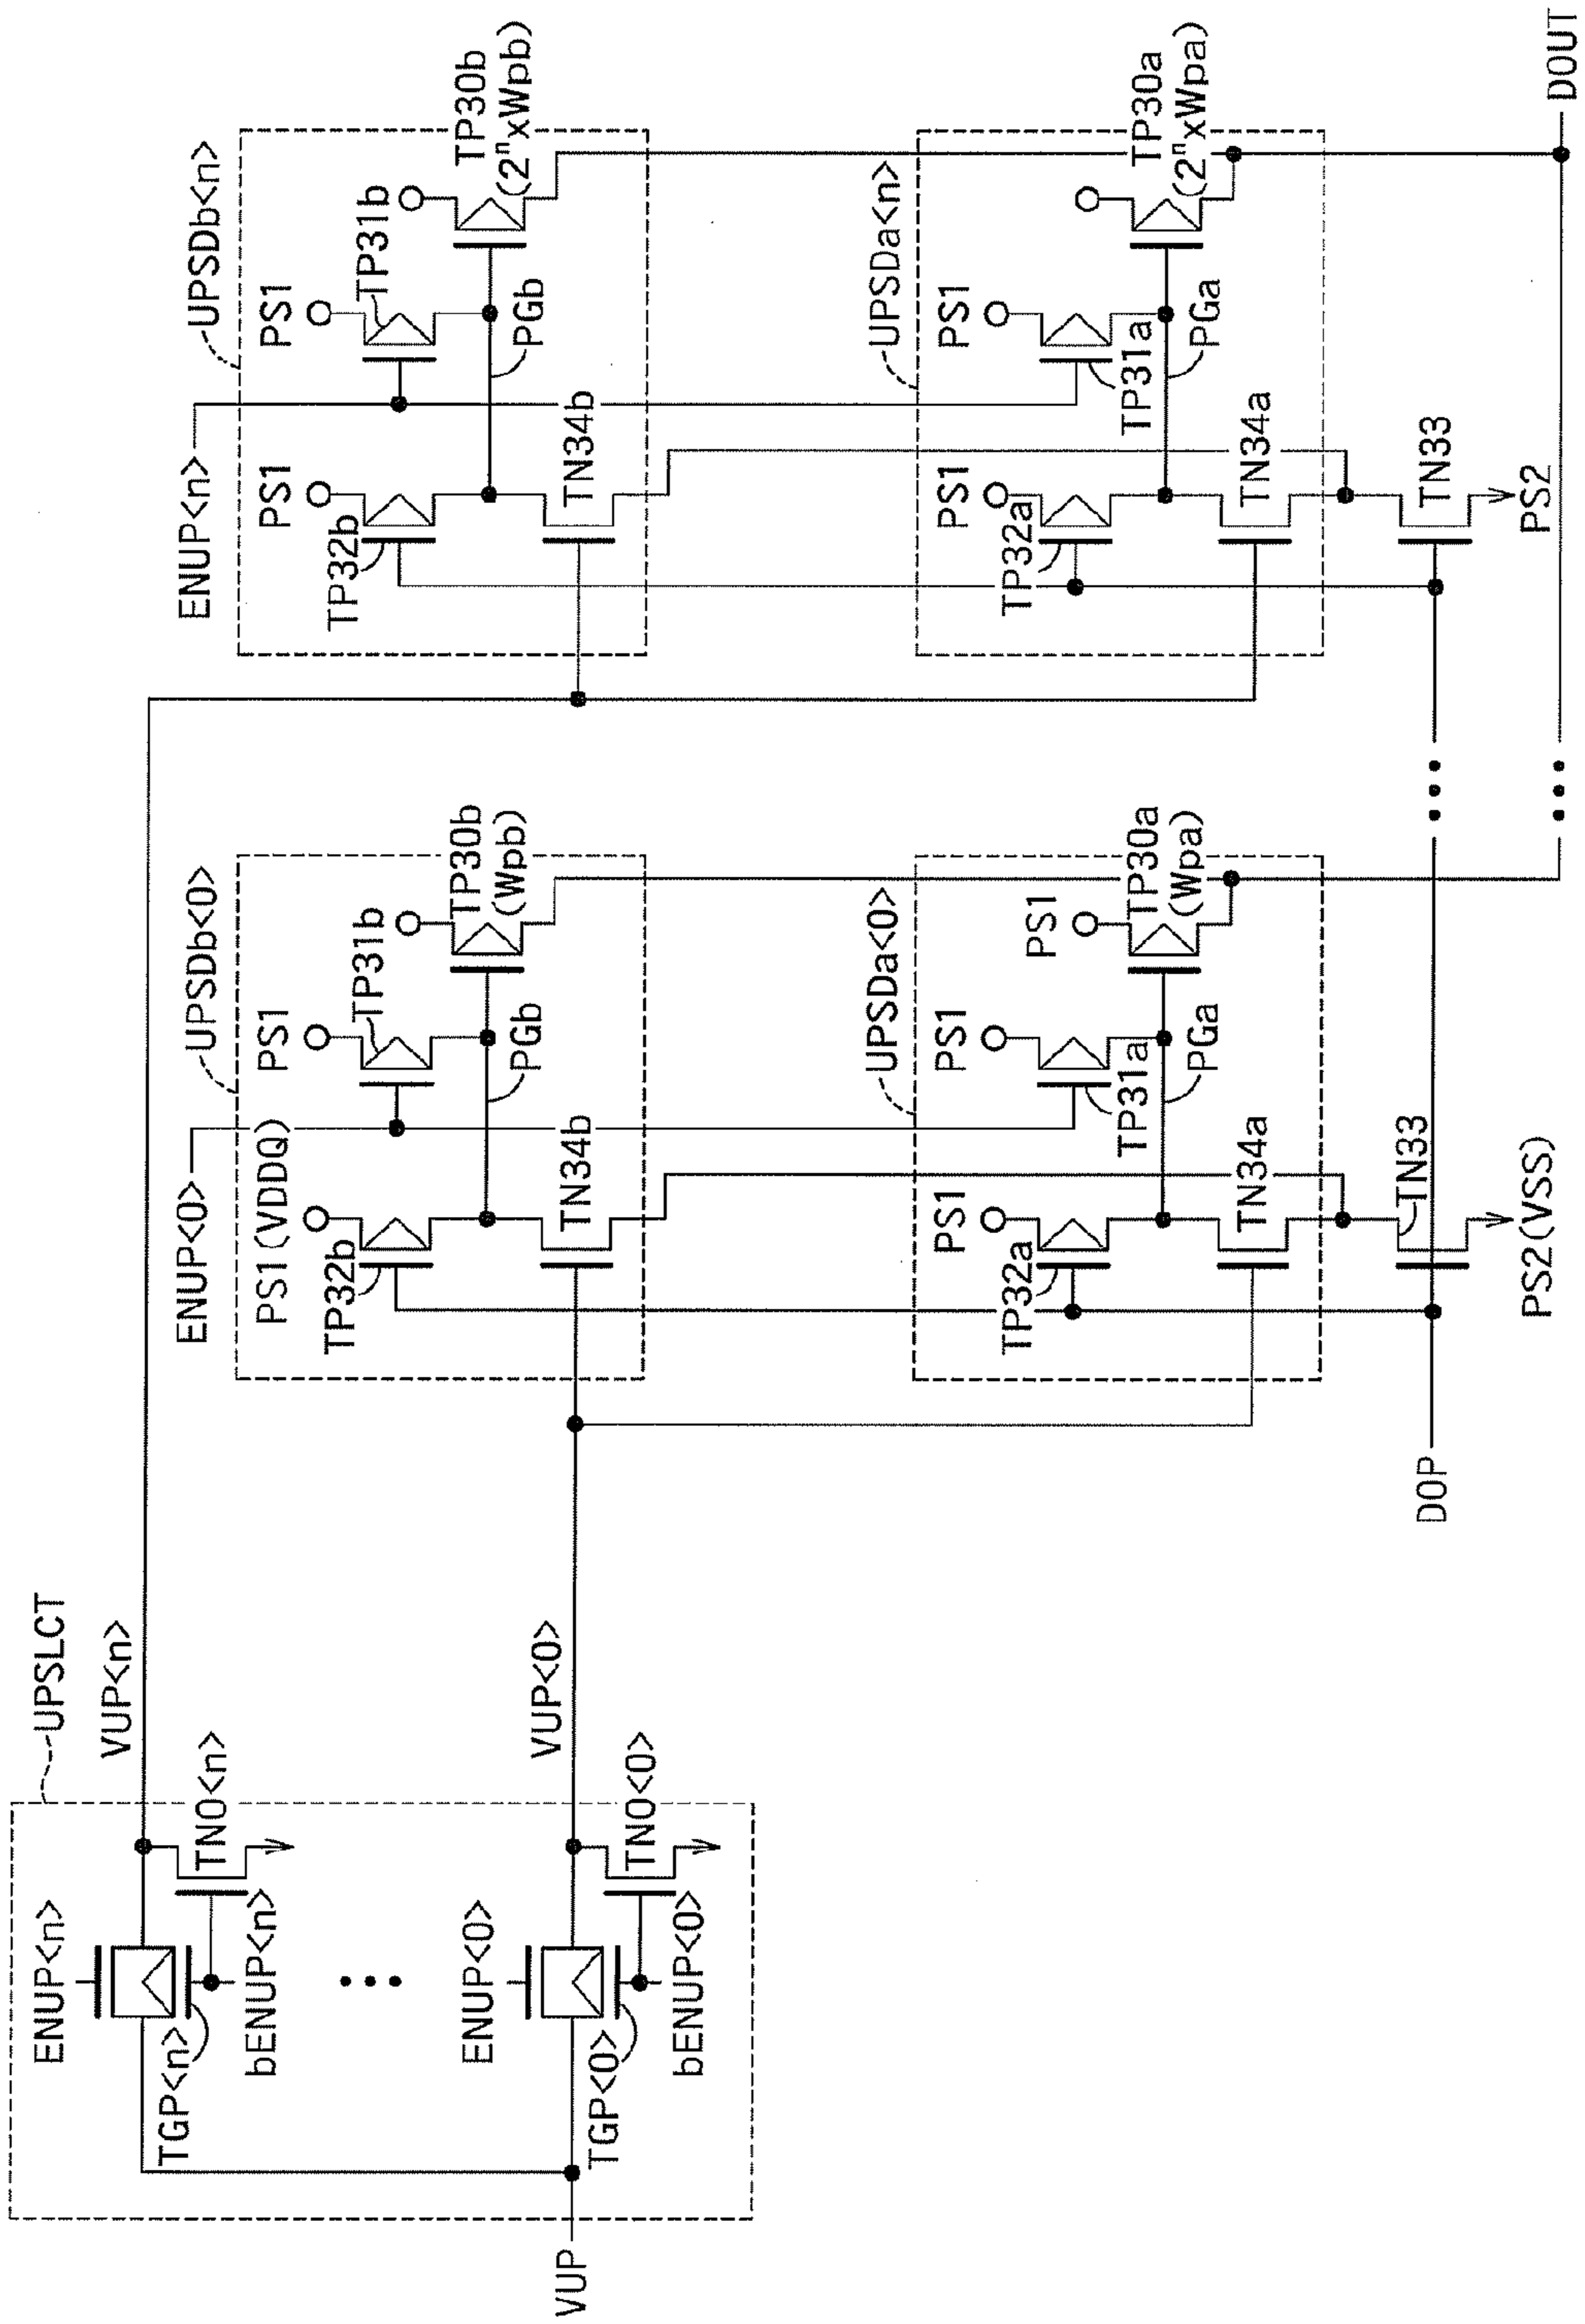 UPSLCT
ENUP<n>
VUP<n>
TGP<n>
TN0<n>
bENUP<n>
ENUP<0>
VUP<0>
VUP
TGP<0>
TN0<0>
bENUP<0>
ENUP<0>
UPSDb<0>
PS1(VDDQ)
PS1
TP32b
TP31b
TP30b
(Wpb)
PGb
TN34b
UPSDa<0>
PS1
PS1
PS1
TP32a
TP31a
TP30a
(Wpa)
PGa
TN34a
TN33
DOP
PS2(VSS)
ENUP<n>
UPSDb<n>
PS1
PS1
TP32b
TP31b
TP30b
(2ⁿxWpb)
PGb
TN34b
UPSDa<n>
PS1
PS1
TP32a
TP31a
TP30a
(2ⁿxWpa)
PGa
TN34a
TN33
PS2
DOUT